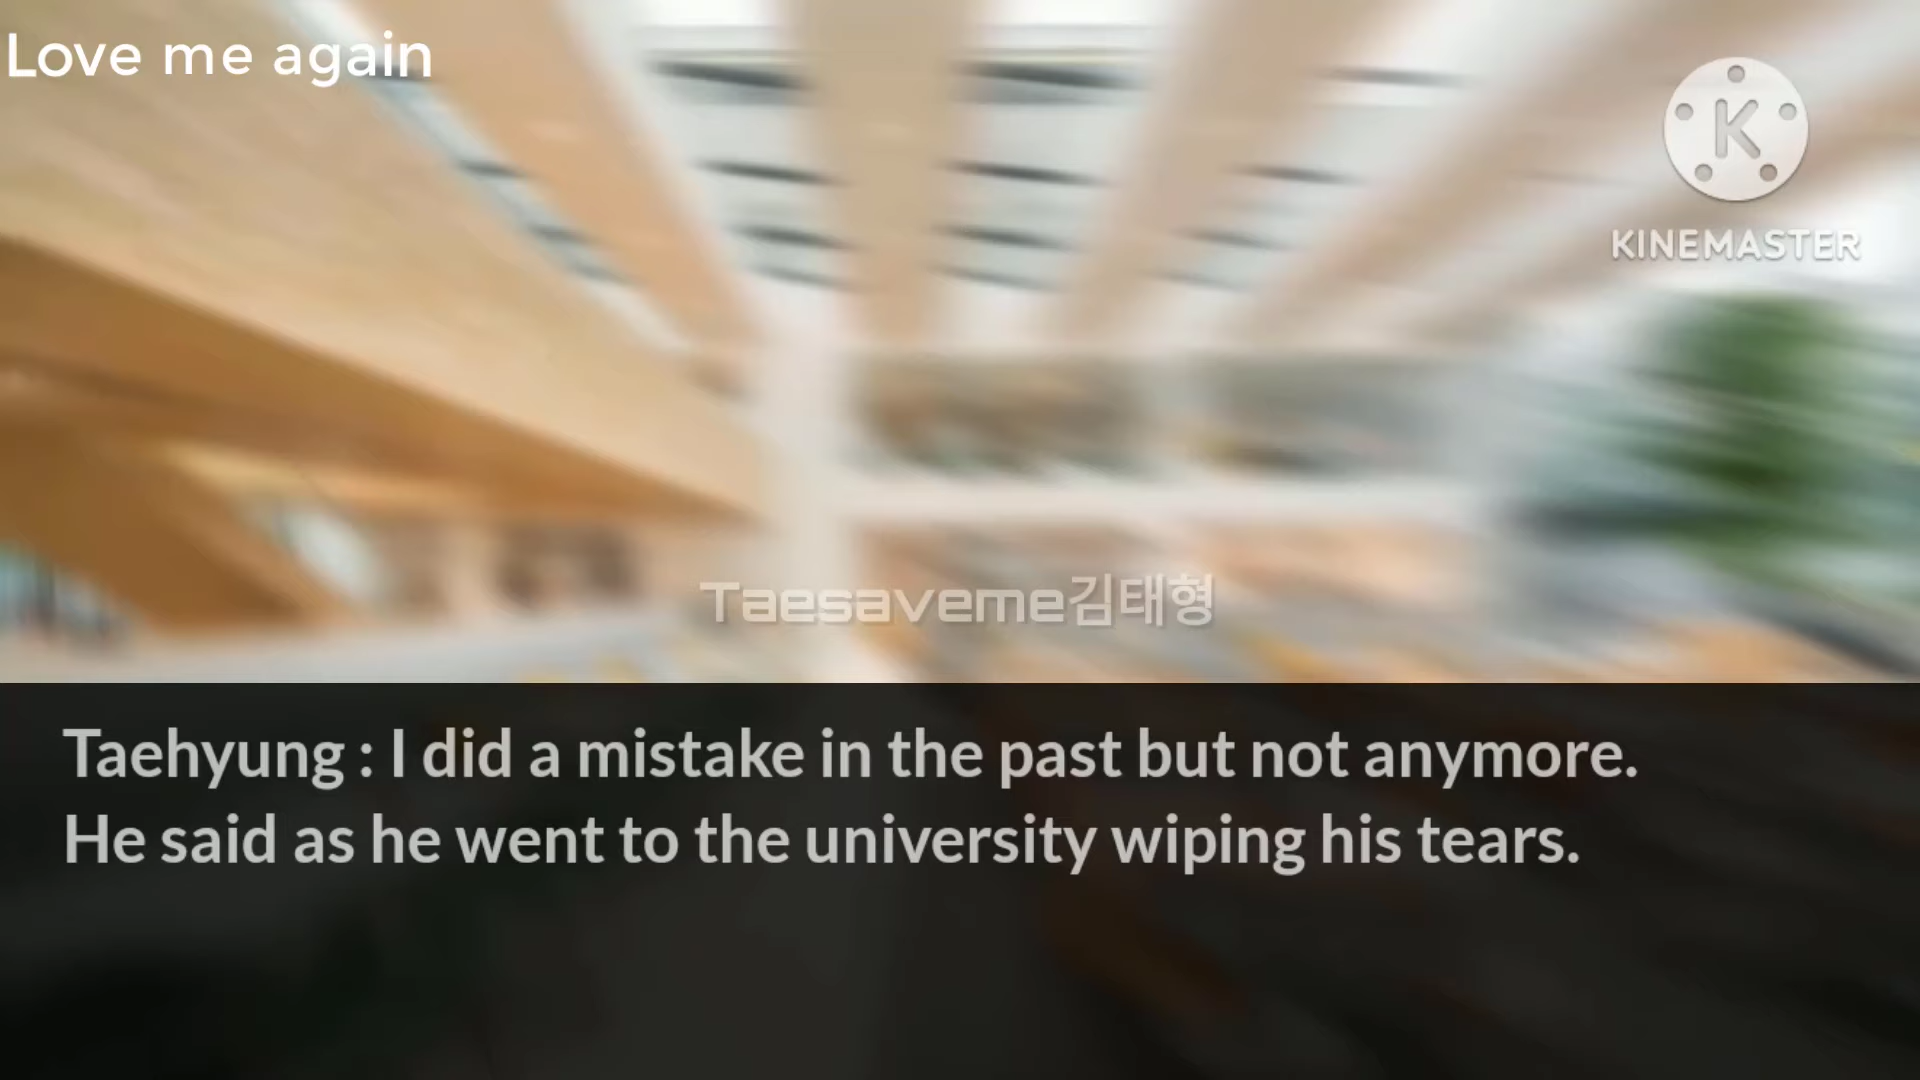 Love me again
K
KINEMASTER
Taesaveme김태형
Taehyung : I did a mistake in the past but not anymore.
He said as he went to the university wiping his tears.